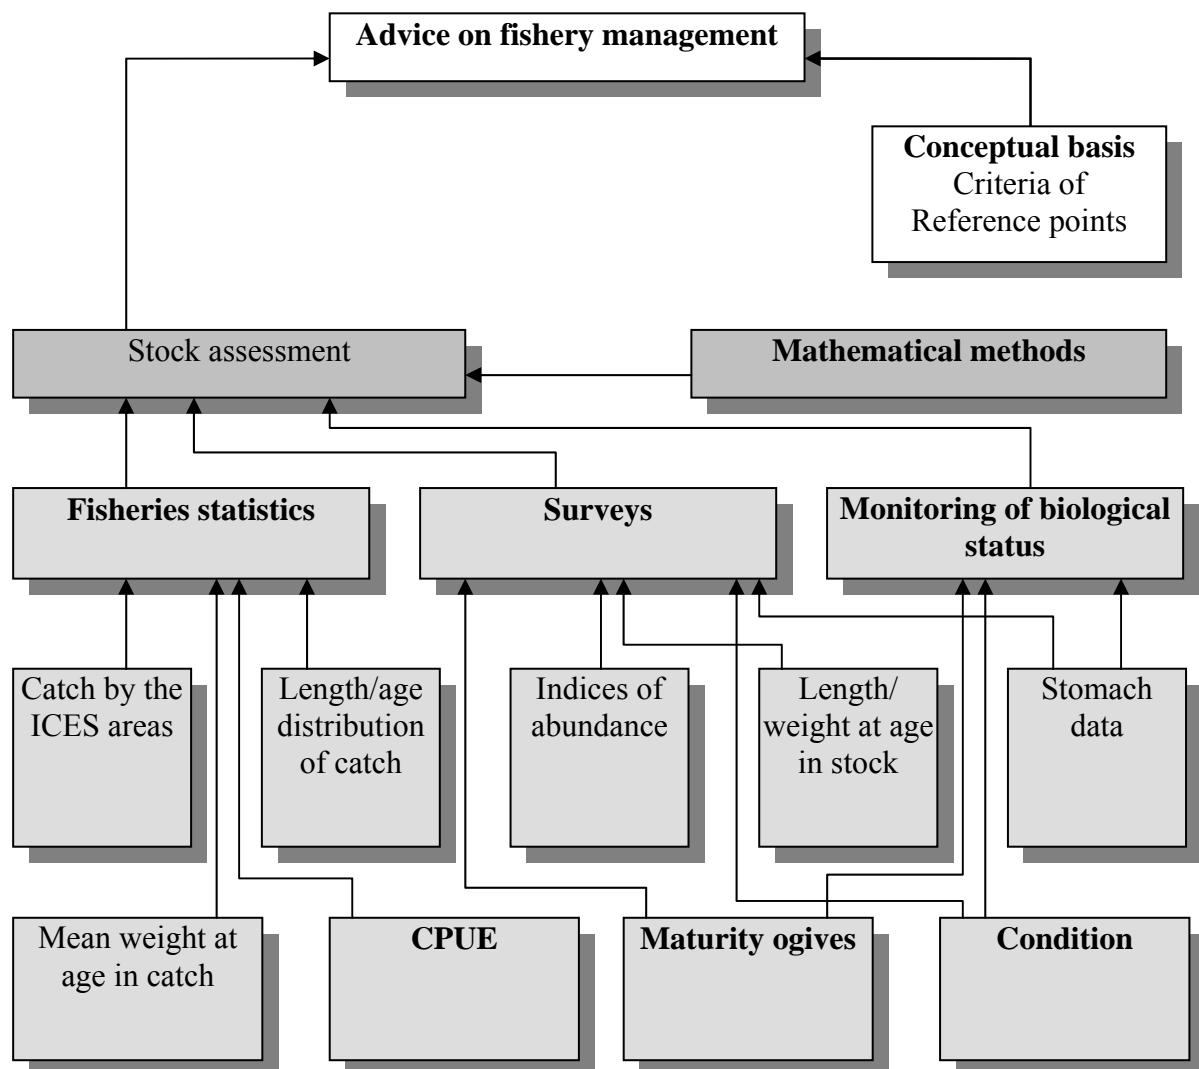 Advice on fishery management
Conceptual basis
Criteria of
Reference points
Stock assessment
Mathematical methods
Fisheries statistics
Surveys
Monitoring of biological
status
Catch by the
ICES areas
Length/age
distribution
of catch
Indices of
abundance
Length/
weight at age
in stock
Stomach
data
Mean weight at
age in catch
CPUE
Maturity ogives
Condition